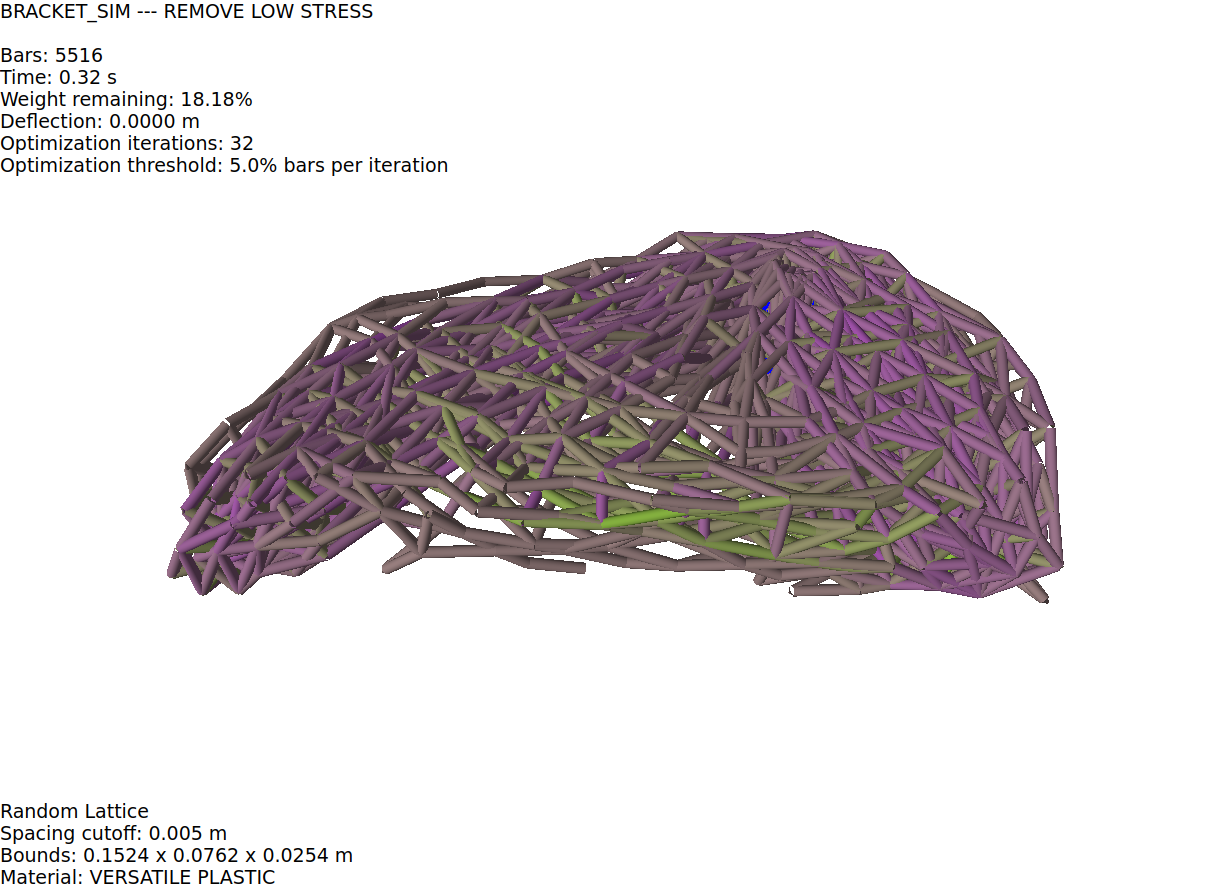 BRACKET_SIM --- REMOVE LOW STRESS
Bars: 5516
Time: 0.32 s
Weight remaining: 18.18%
Deflection: 0.0000 m
Optimization iterations: 32
Optimization threshold: 5.0% bars per iteration
Random Lattice
Spacing cutoff: 0.005 m
Bounds: 0.1524 x 0.0762 x 0.0254 m
Material: VERSATILE PLASTIC